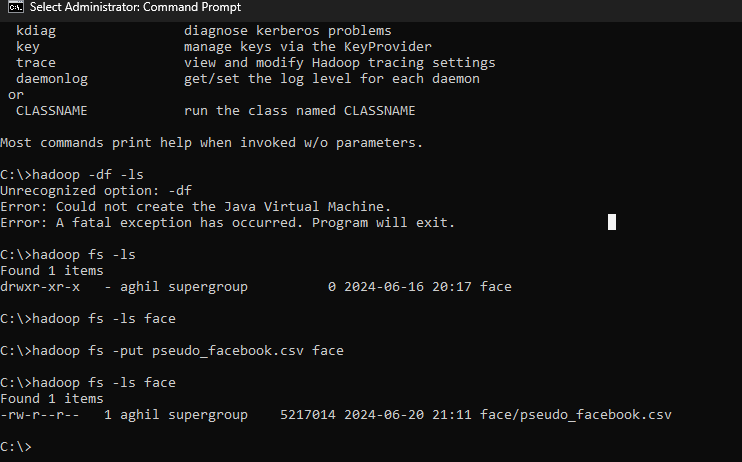 Select Administrator: Command Prompt
kdiag                diagnose kerberos problems
key                  manage keys via the KeyProvider
trace                view and modify Hadoop tracing settings
daemonlog            get/set the log level for each daemon
or
CLASSNAME            run the class named CLASSNAME
Most commands print help when invoked w/o parameters.
C:\>hadoop -df -ls
Unrecognized option: -df
Error: Could not create the Java Virtual Machine.
Error: A fatal exception has occurred. Program will exit.
C:\>hadoop fs -ls
Found 1 items
drwxr-xr-x   - aghil supergroup          0 2024-06-16 20:17 face
C:\>hadoop fs -ls face
C:\>hadoop fs -put pseudo_facebook.csv face
C:\>hadoop fs -ls face
Found 1 items
-rw-r--r--   1 aghil supergroup    5217014 2024-06-20 21:11 face/pseudo_facebook.csv
C:\>